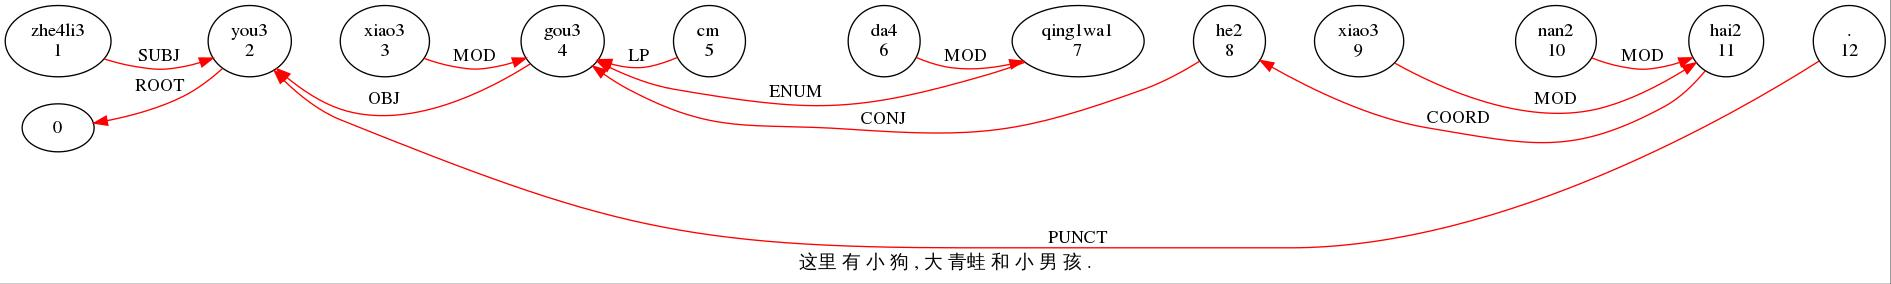 zhe4li3 you3 xiao3 gou3 cm da4 qing1wa1 he2 xiao3 nan2 hai2 .
1 2 3 4 5 6 7 8 9 10 11 12
SUBJ MOD LP MOD MOD
ROOT OBJ ENUM MOD
CONJ COORD
0
PUNCT
这里 有 小 狗 , 大 青蛙 和 小 男 孩 .